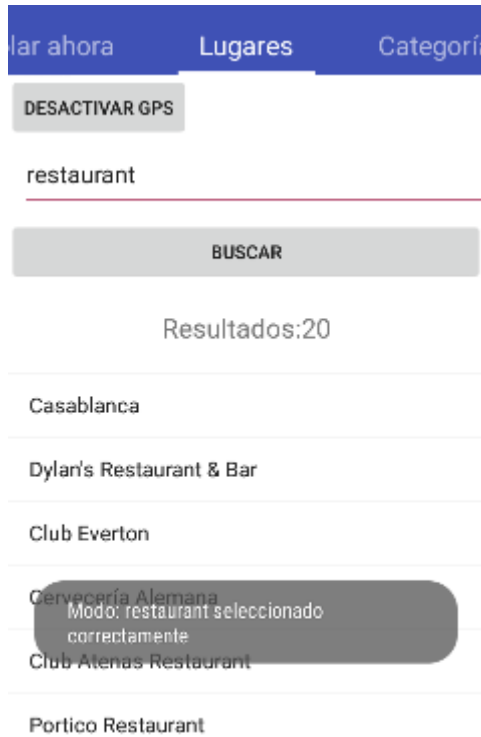 lar ahora Lugares Categoría
DESACTIVAR GPS
restaurant
BUSCAR
Resultados:20
Casablanca
Dylan's Restaurant & Bar
Club Everton
Cervecería Alemana
Modo: restaurant seleccionado
correctamente
Club Atenas Restaurant
Portico Restaurant